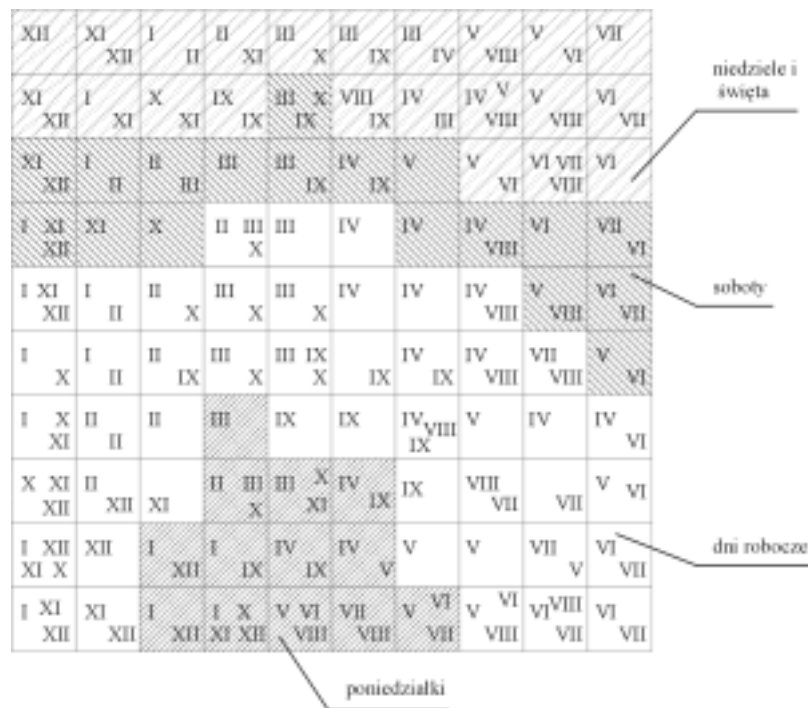 XII XI XII I II II XI III X III IX III IV V VIII V VI VII
XI XII I XI X XI IX IX III X IX VIII IX IV III IV V VIII V VIII VI VII
niedziele i
święta
XI XII I II II III III III IX IV IX V V VI VI VII VIII VI
I XI XII XI X II III X III IV IV IV VIII VI VII VI
soboty
I XI XII I II II X III X III X IV IV IV VIII V VIII VI VII
I X I II II IX III X III IX X IX IV IX IV VIII VII VIII V VI
I X XI II II II III IX IX IV VIII IX V IV IV VI
X XI XII II XII XI II III X III X XI IV IX IX VIII VII VII V VI
dni robocze
I XII XI X XII I XII I IX IV IX IV V V V VII V VI VII
I XI XII XI XII I XII I X XI XII V VI VIII VII VIII V VI VII V VI VIII VI VIII VII VI VII
poniedziałki